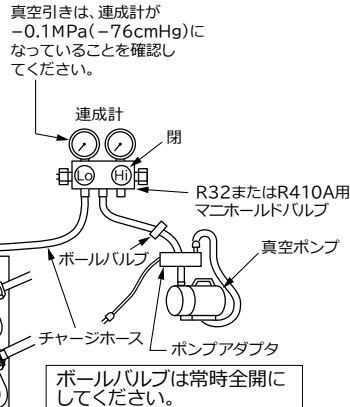 真空引きは、連成計が
−0.1MPa(−76cmHg)に
なっていることを確認し
てください。
連成計
閉
Lo
Hi
R32またはR410A用
マニホールドバルブ
ボールバルブ
真空ポンプ
チャージホース
ポンプアダプタ
ボールバルブは常時全開に
してください。